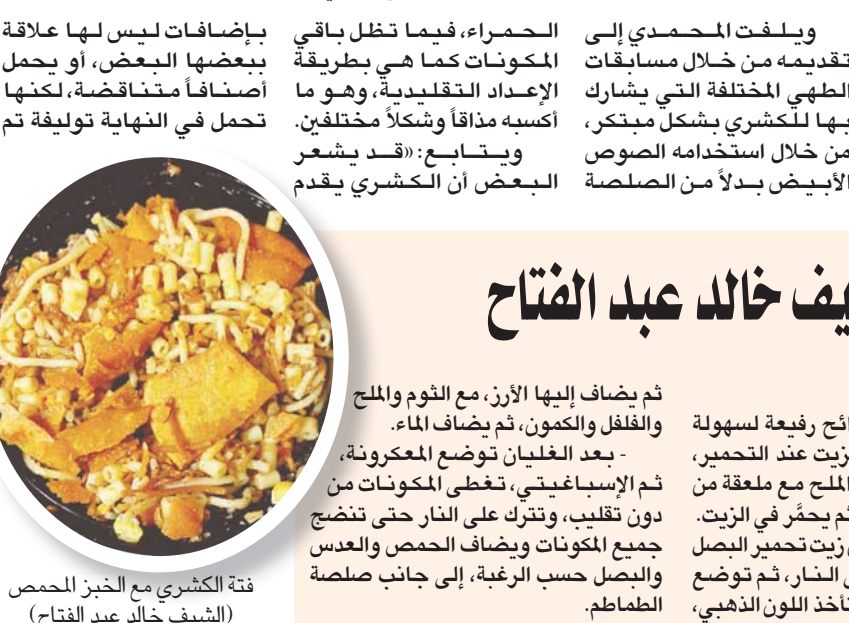 ويلفت المحمدي إلى
تقديمه من خلال مسابقات
الطهي المختلفة التي يشارك
بها للكشري بشكل مبتكر،
من خلال استخدامه الصوص
الأبيض بدلاً من الصلصة
الحمراء، فيما تظل باقي
المكونات كما هي بطريقة
الإعداد التقليدية، وهو ما
أكسبه مذاقاً وشكلاً مختلفين.
ويتابع: «قد يشعر
البعض أن الكشري يقدم
بإضافات ليس لها علاقة
ببعضها البعض، أو يحمل
أصنافاً متناقضة، لكنها
تحمل في النهاية توليفة تم
يف خالد عبد الفتاح
ائح رفيعة لسهولة
زيت عند التحمير،
الملح مع ملعقة من
ثم يحمَّر في الزيت.
زيت تحمير البصل
النار، ثم توضع
تأخذ اللون الذهبي،
ثم يضاف إليها الأرز، مع الثوم والملح
والفلفل والكمون، ثم يضاف الماء.
- بعد الغليان توضع المعكرونة،
ثم الإسباغيتي، تغطى المكونات من
دون تقليب، وتترك على النار حتى تنضج
جميع المكونات ويضاف الحمص والعدس
والبصل حسب الرغبة، إلى جانب صلصة
الطماطم.
فتة الكشري مع الخبز المحمص
(الشيف خالد عبد الفتاح)